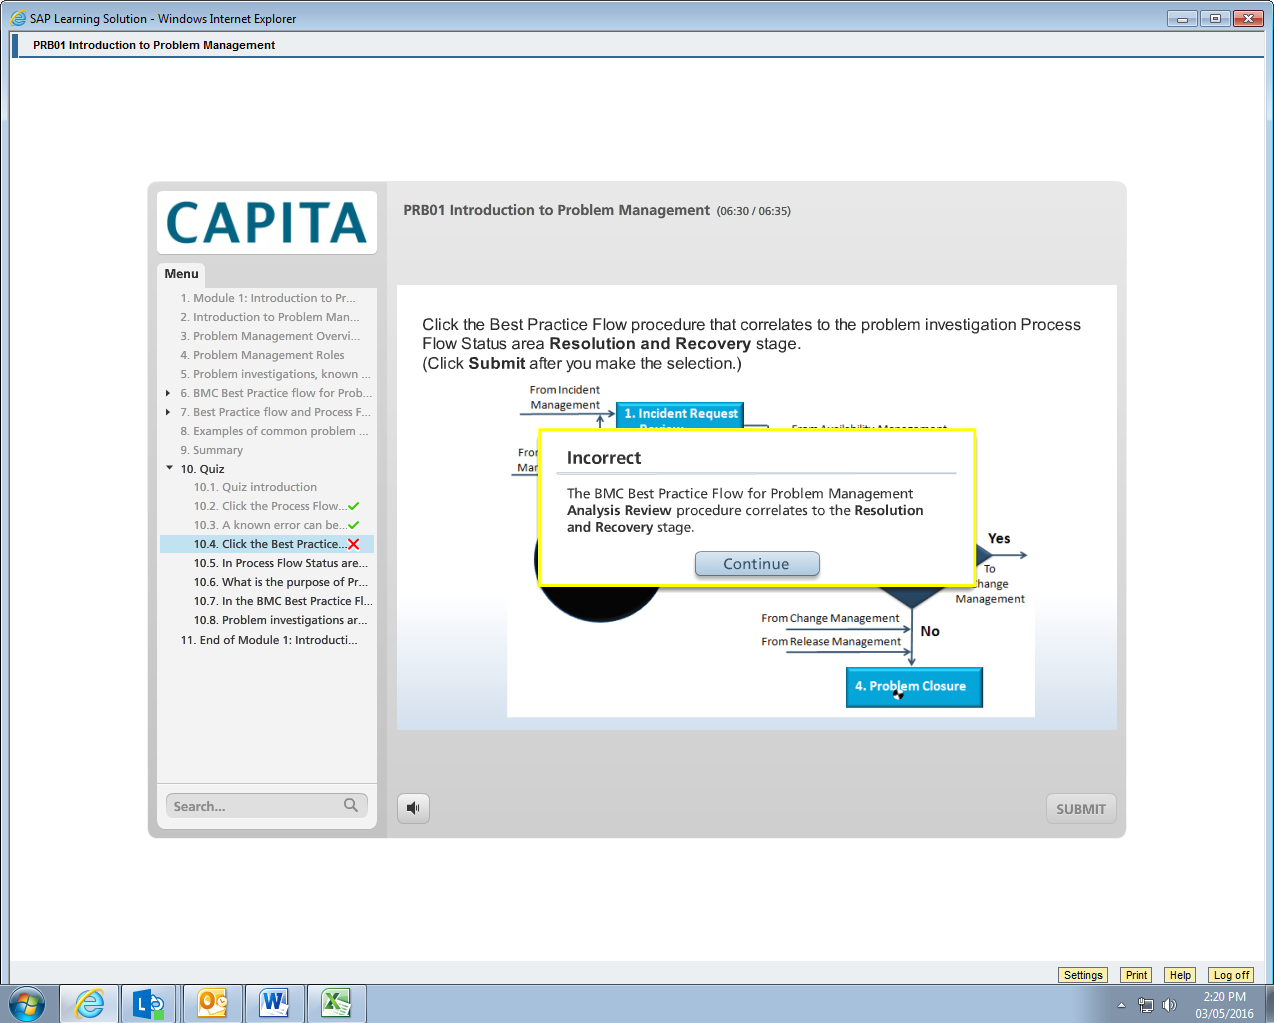 SAP Learning Solution - Windows Internet Explorer
PRB01 Introduction to Problem Management
CAPITA
PRB01 Introduction to Problem Management (06:30 / 06:35)
Menu
1. Module 1: Introduction to Pr...
2. Introduction to Problem Man...
3. Problem Management Overvi...
4. Problem Management Roles
5. Problem investigations, known ...
6. BMC Best Practice flow for Prob...
7. Best Practice flow and Process F...
8. Examples of common problem ...
9. Summary
10. Quiz
10.1. Quiz introduction
10.2. Click the Process Flow...
10.3. A known error can be...
10.4. Click the Best Practice...
10.5. In Process Flow Status are...
10.6. What is the purpose of Pr...
10.7. In the BMC Best Practice Fl...
10.8. Problem investigations ar...
11. End of Module 1: Introducti...
Search...
Click the Best Practice Flow procedure that correlates to the problem investigation Process
Flow Status area Resolution and Recovery stage.
(Click Submit after you make the selection.)
From Incident
Management
1. Incident Request
Review
From Availability Management
Incorrect
The BMC Best Practice Flow for Problem Management
Analysis Review procedure correlates to the Resolution
and Recovery stage.
Continue
Yes
To
Change
Management
From Change Management
No
From Release Management
4. Problem Closure
SUBMIT
Settings
Print
Help
Log off
2:20 PM
03/05/2016